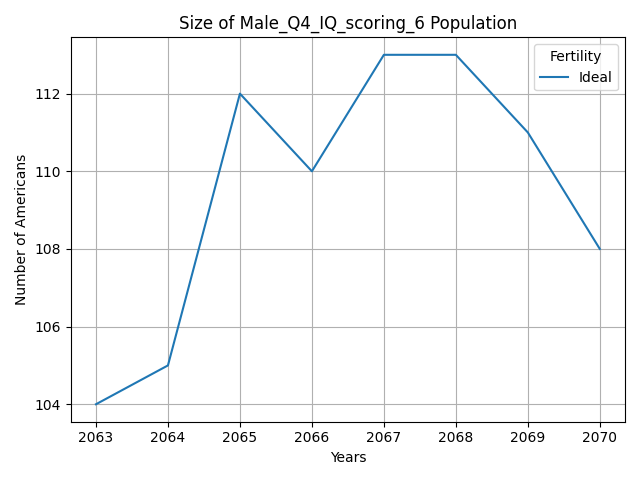 Size of Male_Q4_IQ_scoring_6 Population
Fertility
Ideal
112
110
108
106
104
Number of Americans
2063 2064 2065 2066 2067 2068 2069 2070
Years